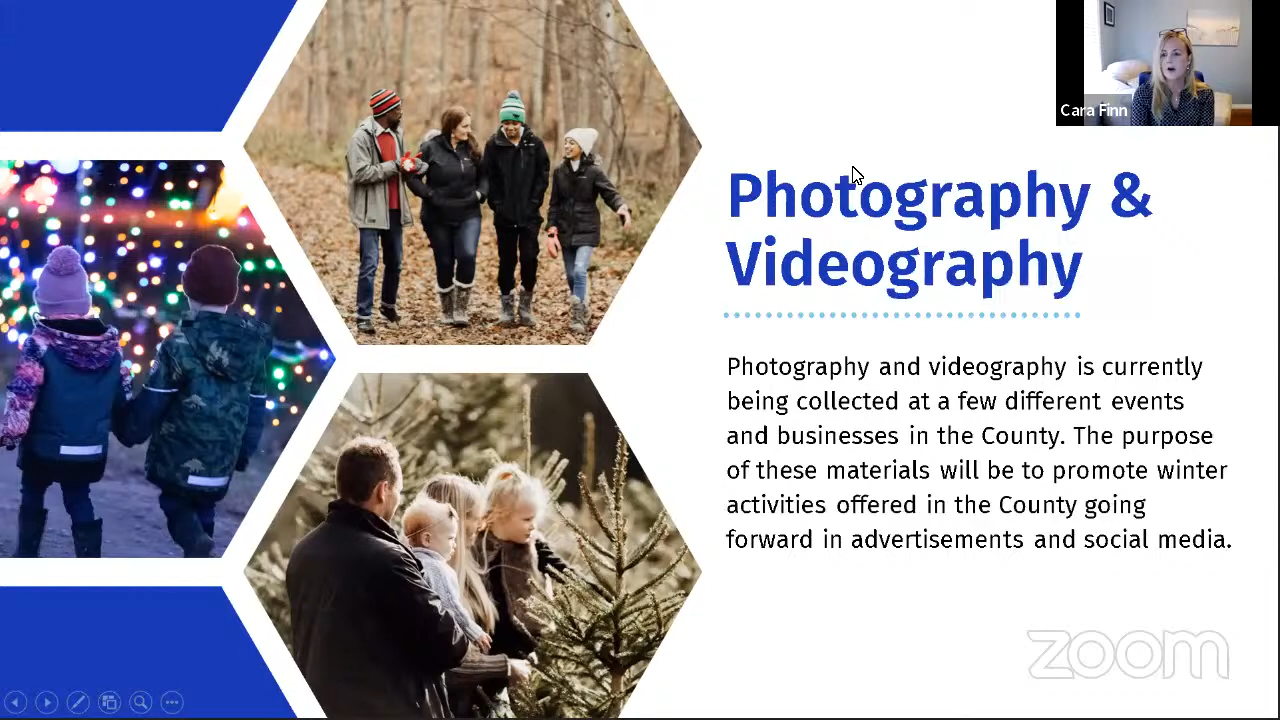 Cara Finn
Photography &
Videography
Photography and videography is currently
being collected at a few different events
and businesses in the County. The purpose
of these materials will be to promote winter
activities offered in the County going
forward in advertisements and social media.
zoom